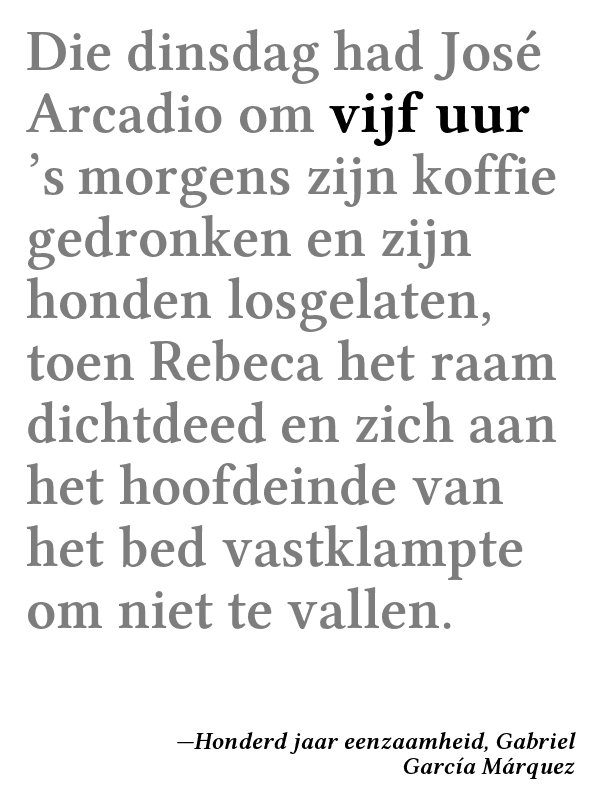 Die dinsdag had José
Arcadio om vijf uur
’s morgens zijn koffie
gedronken en zijn
honden losgelaten,
toen Rebeca het raam
dichtdeed en zich aan
het hoofdeinde van
het bed vastklampte
om niet te vallen.
—Honderd jaar eenzaamheid, Gabriel
García Márquez